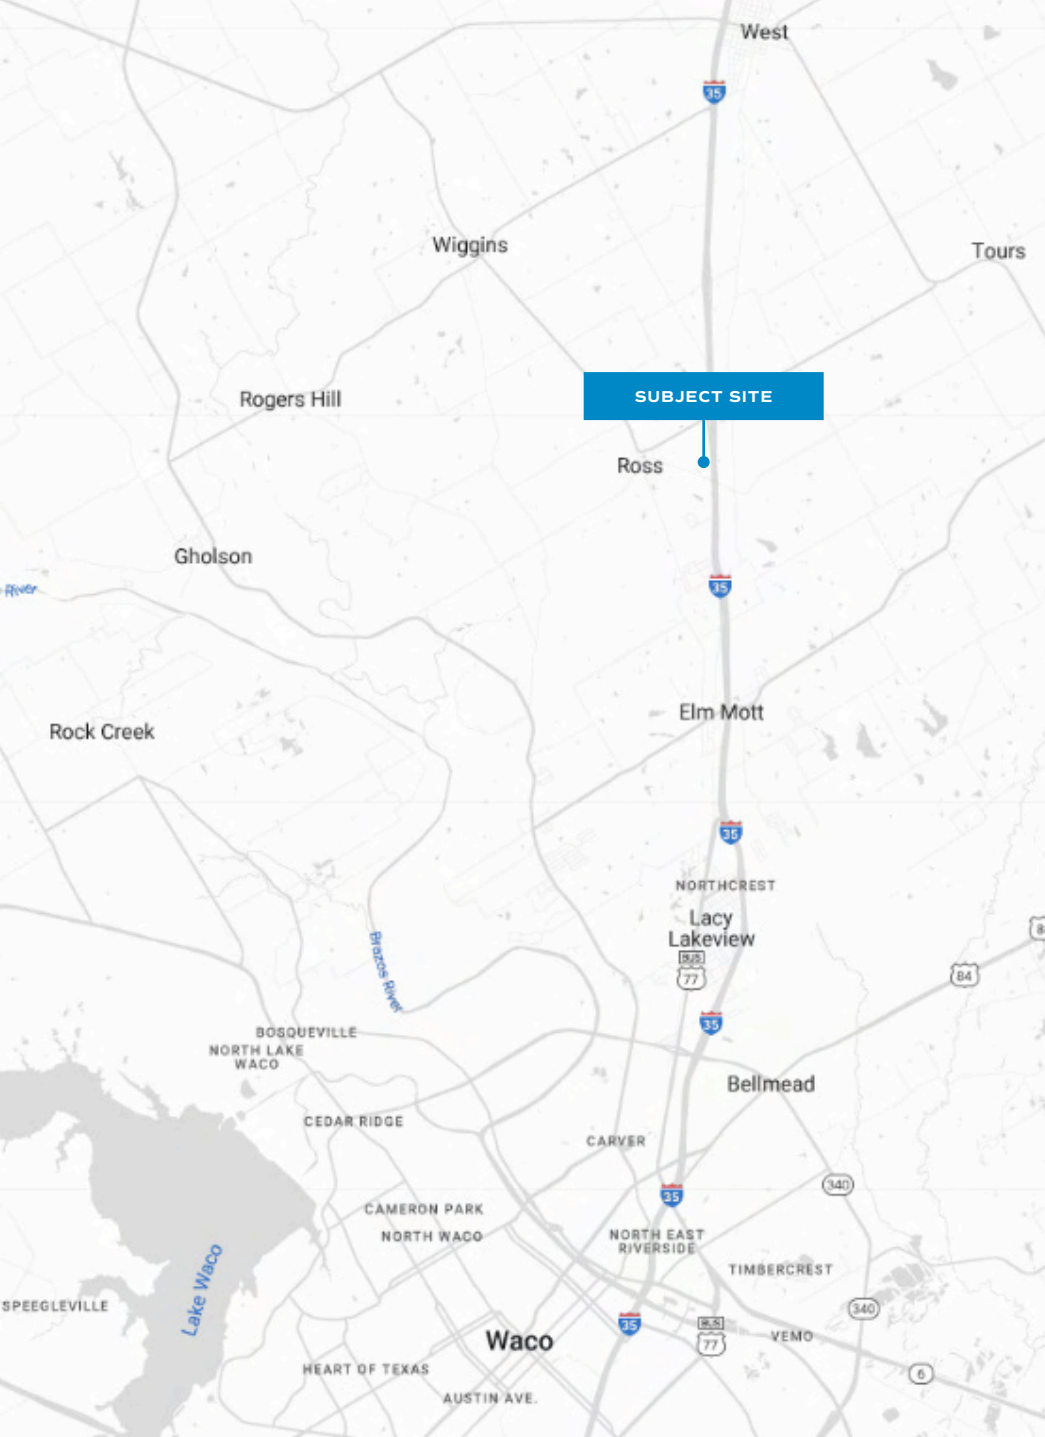 West
35
Wiggins
Tours
SUBJECT SITE
Rogers Hill
Ross
Gholson
River
35
Elm Mott
Rock Creek
35
NORTHCREST
Lacy
Lakeview
BUS
77
84
Brazos River
35
BOSQUEVILLE
NORTH LAKE
WACO
Bellmead
CEDAR RIDGE
CARVER
340
35
CAMERON PARK
NORTH WACO
NORTH EAST
RIVERSIDE
TIMBERCREST
Lake Waco
SPEEGLEVILLE
340
35
BUS
77
VEMO
Waco
HEART OF TEXAS
6
AUSTIN AVE.